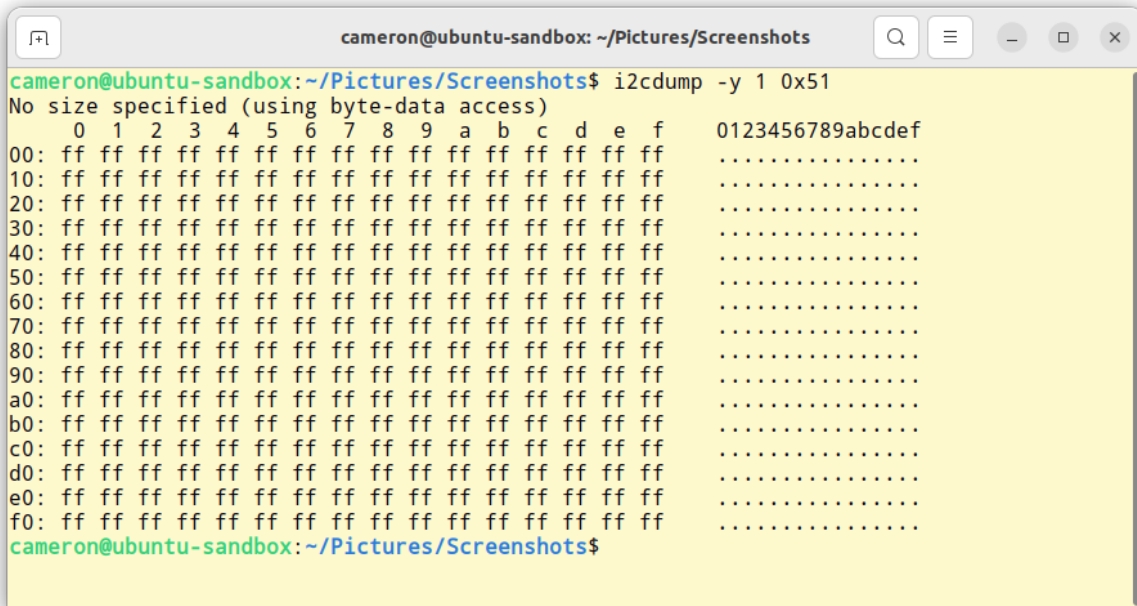 cameron@ubuntu-sandbox: ~/Pictures/Screenshots
cameron@ubuntu-sandbox:~/Pictures/Screenshots$ i2cdump -y 1 0x51
No size specified (using byte-data access)
     0  1  2  3  4  5  6  7  8  9  a  b  c  d  e  f    0123456789abcdef
00: ff ff ff ff ff ff ff ff ff ff ff ff ff ff ff ff    ................
10: ff ff ff ff ff ff ff ff ff ff ff ff ff ff ff ff    ................
20: ff ff ff ff ff ff ff ff ff ff ff ff ff ff ff ff    ................
30: ff ff ff ff ff ff ff ff ff ff ff ff ff ff ff ff    ................
40: ff ff ff ff ff ff ff ff ff ff ff ff ff ff ff ff    ................
50: ff ff ff ff ff ff ff ff ff ff ff ff ff ff ff ff    ................
60: ff ff ff ff ff ff ff ff ff ff ff ff ff ff ff ff    ................
70: ff ff ff ff ff ff ff ff ff ff ff ff ff ff ff ff    ................
80: ff ff ff ff ff ff ff ff ff ff ff ff ff ff ff ff    ................
90: ff ff ff ff ff ff ff ff ff ff ff ff ff ff ff ff    ................
a0: ff ff ff ff ff ff ff ff ff ff ff ff ff ff ff ff    ................
b0: ff ff ff ff ff ff ff ff ff ff ff ff ff ff ff ff    ................
c0: ff ff ff ff ff ff ff ff ff ff ff ff ff ff ff ff    ................
d0: ff ff ff ff ff ff ff ff ff ff ff ff ff ff ff ff    ................
e0: ff ff ff ff ff ff ff ff ff ff ff ff ff ff ff ff    ................
f0: ff ff ff ff ff ff ff ff ff ff ff ff ff ff ff ff    ................
cameron@ubuntu-sandbox:~/Pictures/Screenshots$